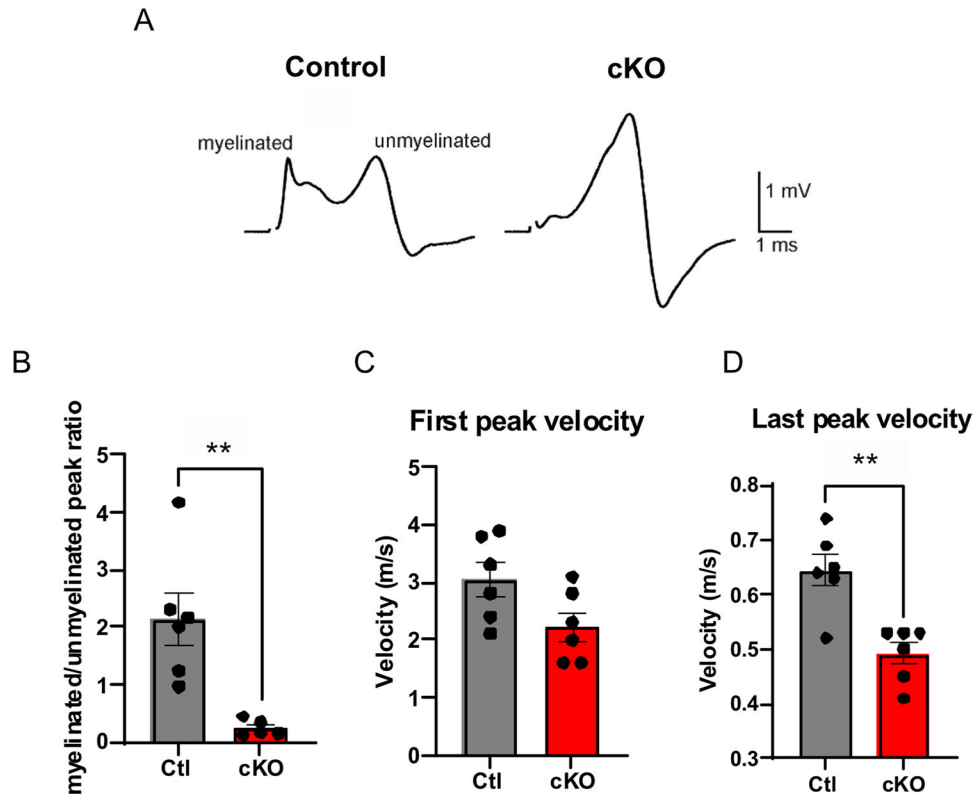 A
Control
cKO
myelinated
unmyelinated
1 mV
1 ms
B
myelinated/unmyelinated peak ratio
5
4
3
2
1
0
**
Ctl
cKO
C
First peak velocity
Velocity (m/s)
5
4
3
2
1
0
Ctl
cKO
D
Last peak velocity
Velocity (m/s)
0.8
0.7
0.6
0.5
0.4
0.3
**
Ctl
cKO